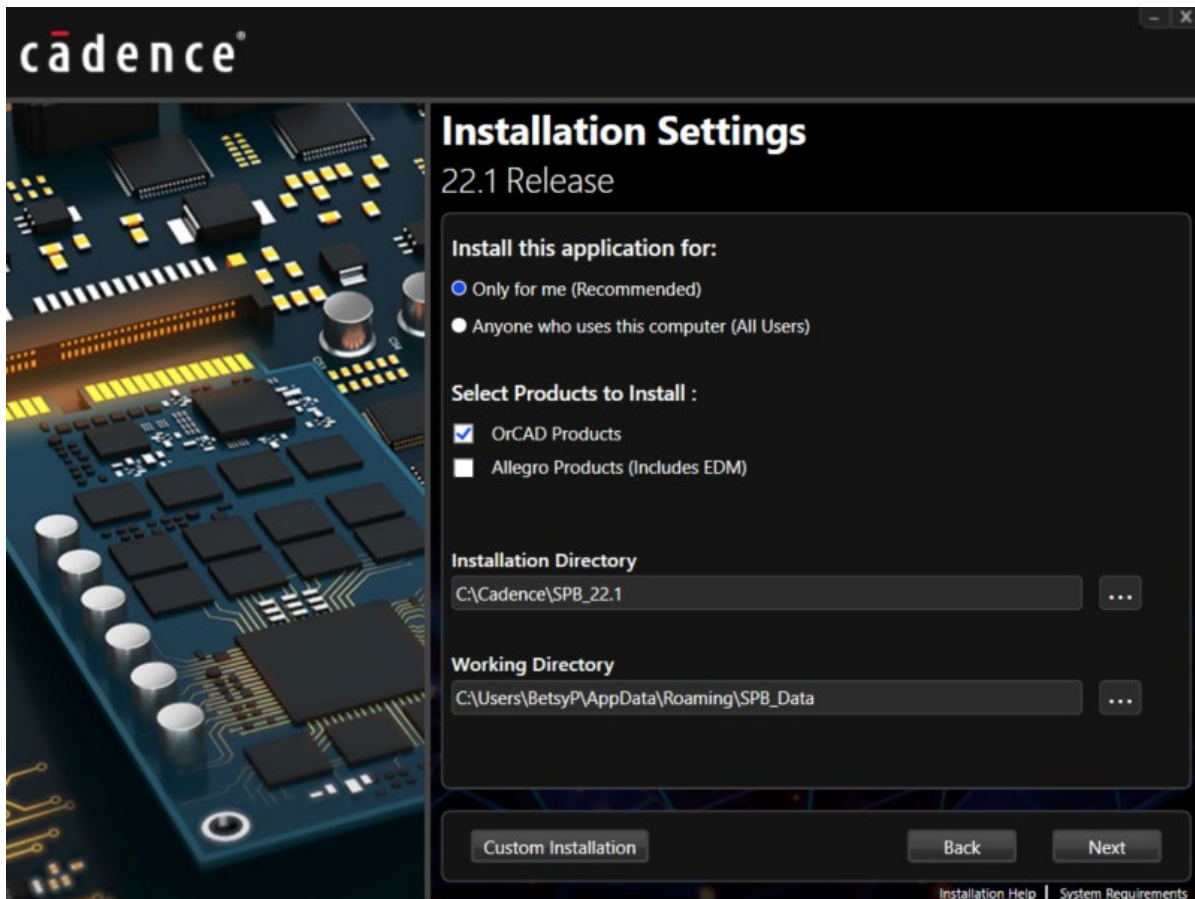 cādence®
Installation Settings
22.1 Release
Install this application for:
Only for me (Recommended)
Anyone who uses this computer (All Users)
Select Products to Install :
OrCAD Products
Allegro Products (Includes EDM)
Installation Directory
C:\Cadence\SPB_22.1
...
Working Directory
C:\Users\BetsyP\AppData\Roaming\SPB_Data
...
Custom Installation
Back
Next
Installation Help | System Requirements